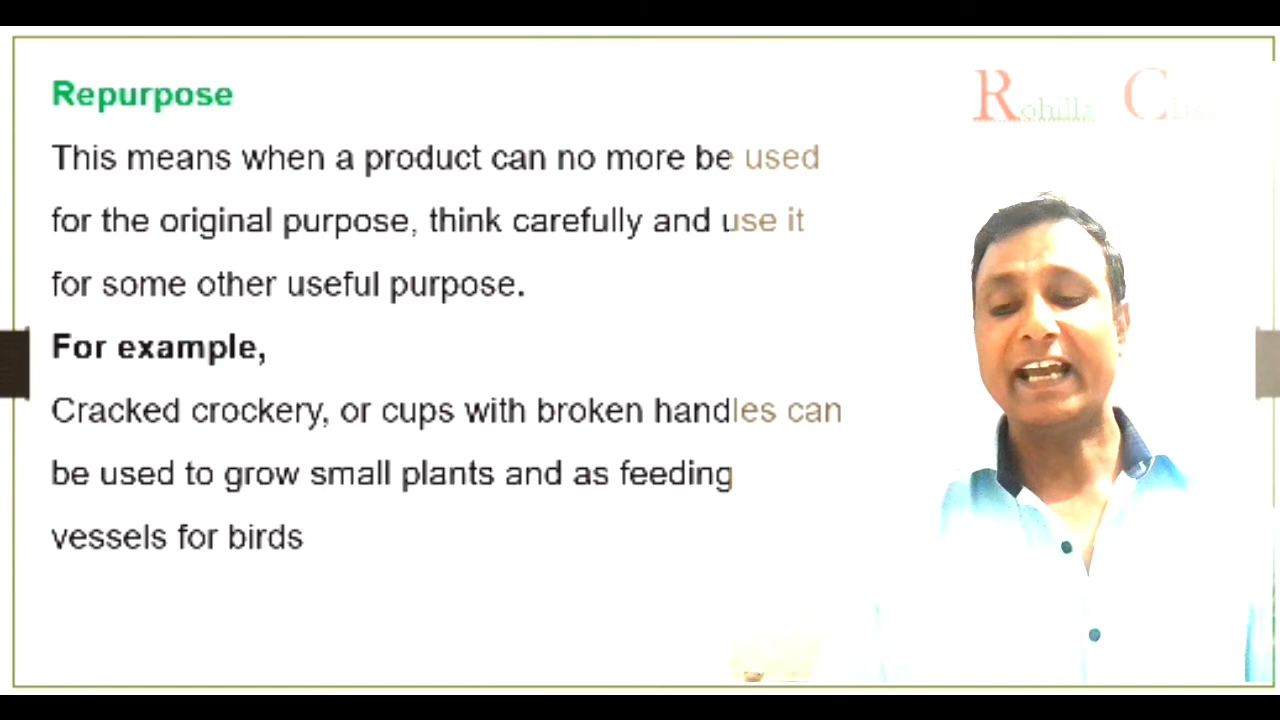 Repurpose
Rohilla
This means when a product can no more be used
for the original purpose, think carefully and use it
for some other useful purpose.
For example,
Cracked crockery, or cups with broken handles can
be used to grow small plants and as feeding
vessels for birds